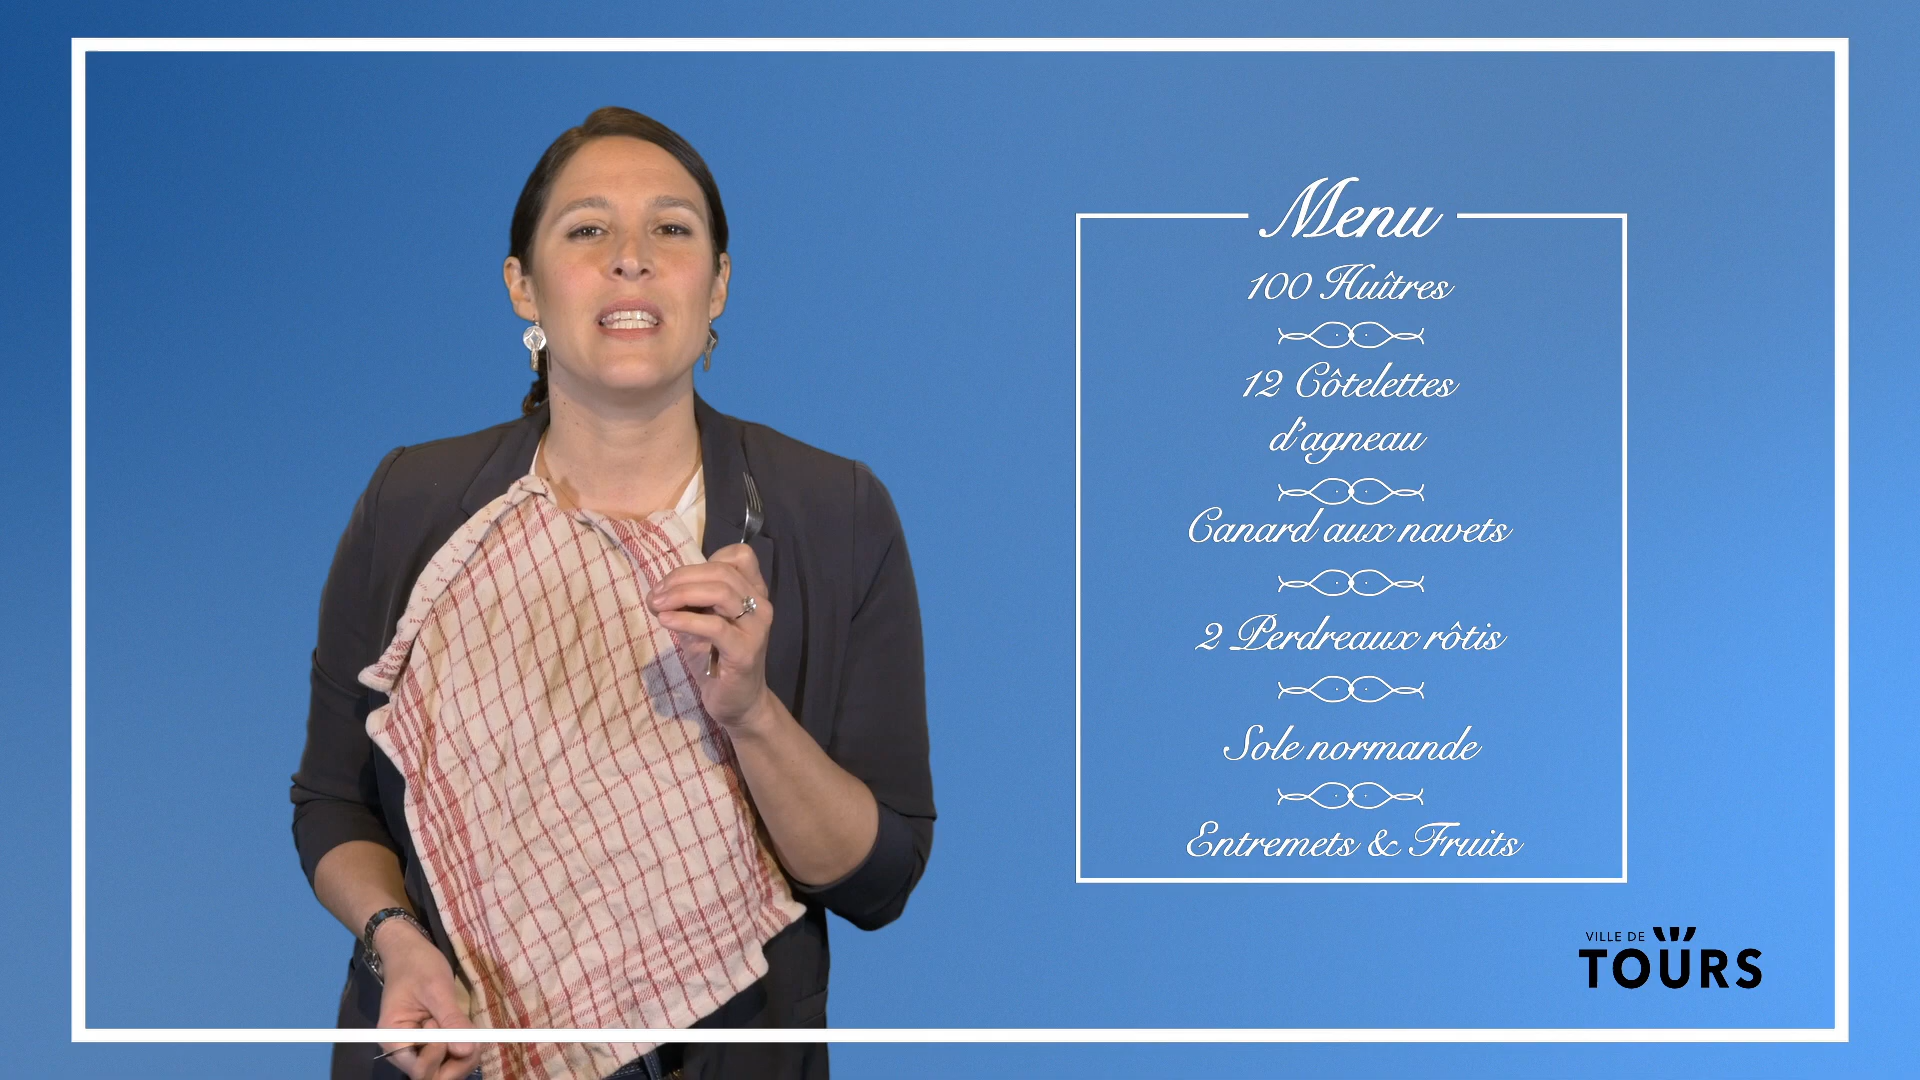 Menu
100 Huîtres
12 Côtelettes
d'agneau
Canard aux navets
2 Perdreaux rôtis
Sole normande
Entremets & Fruits
VILLE DE
TOURS